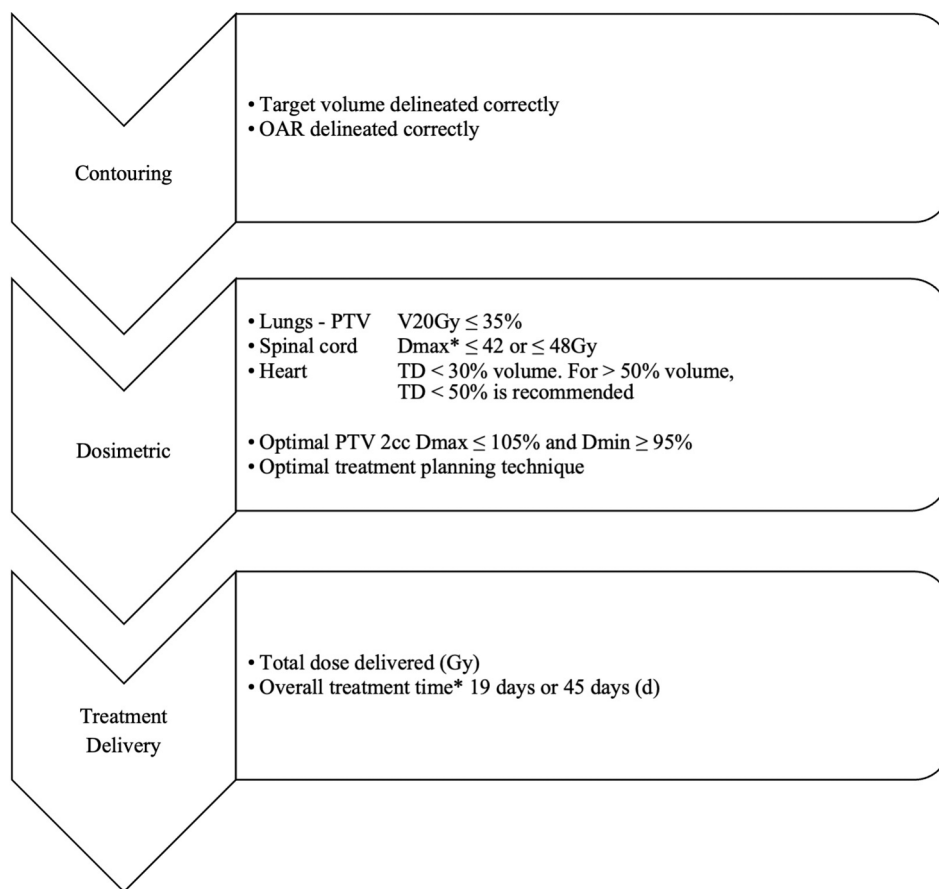 Contouring
• Target volume delineated correctly
• OAR delineated correctly
Dosimetric
• Lungs - PTV V20Gy ≤ 35%
• Spinal cord Dmax* ≤ 42 or ≤ 48Gy
• Heart TD < 30% volume. For > 50% volume,
TD < 50% is recommended
• Optimal PTV 2cc Dmax ≤ 105% and Dmin ≥ 95%
• Optimal treatment planning technique
Treatment
Delivery
• Total dose delivered (Gy)
• Overall treatment time* 19 days or 45 days (d)